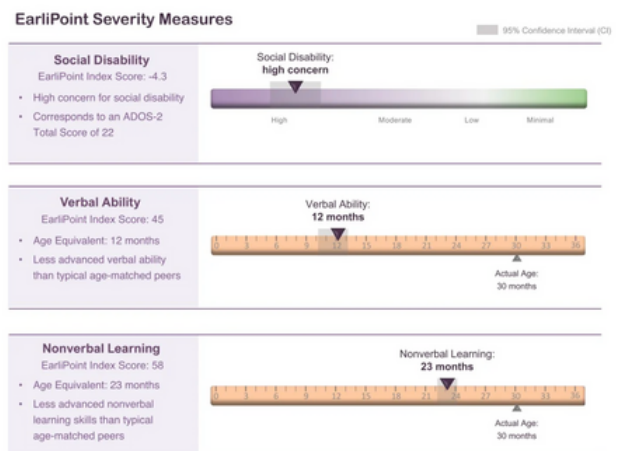 EarliPoint Severity Measures
95% Confidence Interval (CI)
Social Disability
EarliPoint Index Score: -4.3
• High concern for social disability
• Corresponds to an ADOS-2
Total Score of 22
Social Disability:
high concern
High Moderate Low Minimal
Verbal Ability
EarliPoint Index Score: 45
• Age Equivalent: 12 months
• Less advanced verbal ability
than typical age-matched peers
Verbal Ability:
12 months
0 3 6 9 12 15 18 21 24 27 30 33 36
Actual Age:
30 months
Nonverbal Learning
EarliPoint Index Score: 58
• Age Equivalent: 23 months
• Less advanced nonverbal
learning skills than typical
age-matched peers
Nonverbal Learning:
23 months
0 3 6 9 12 15 18 21 24 27 30 33 36
Actual Age:
30 months